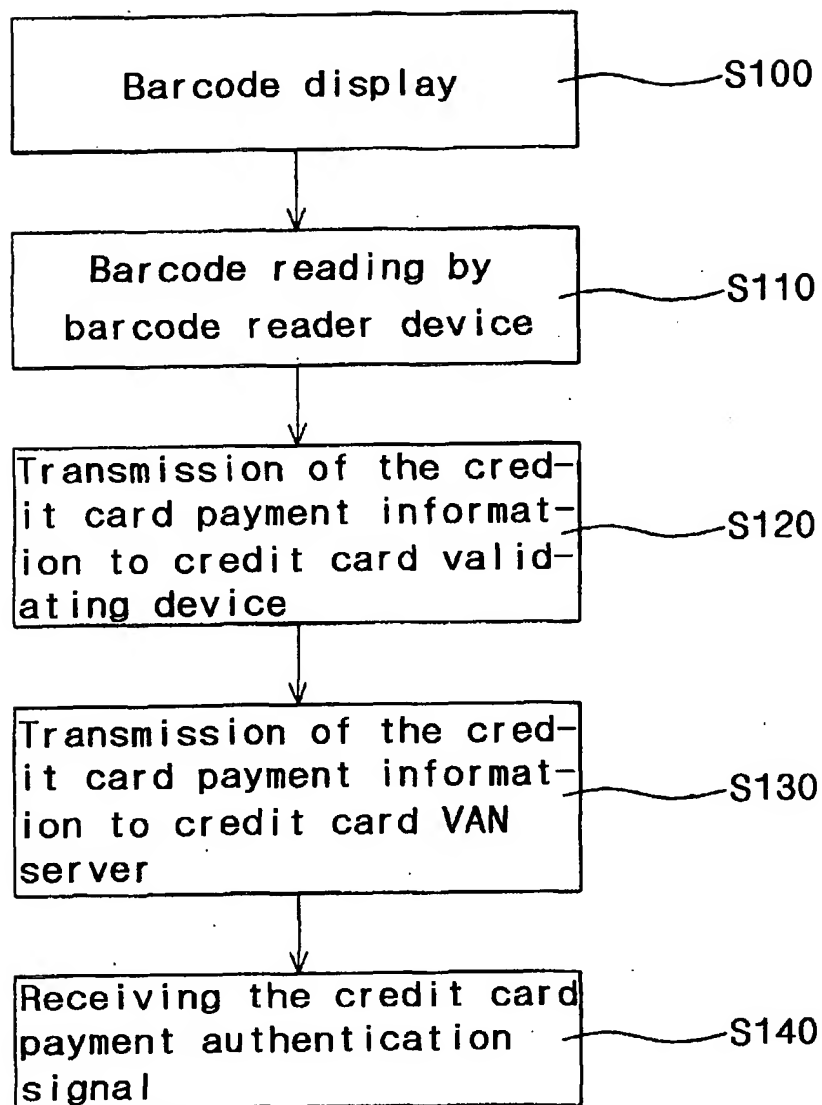 Barcode display
S100
Barcode reading by
barcode reader device
S110
Transmission of the cred-
it card payment informat-
ion to credit card valid-
ating device
S120
Transmission of the cred-
it card payment informat-
ion to credit card VAN
server
S130
Receiving the credit card
payment authentication
signal
S140